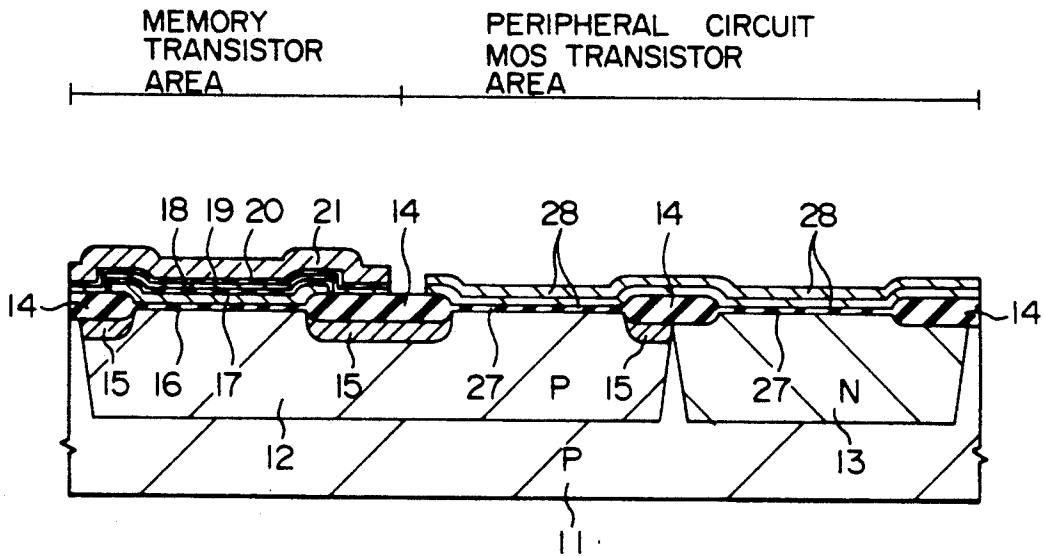 MEMORY
TRANSISTOR
AREA
PERIPHERAL CIRCUIT
MOS TRANSISTOR
AREA
18 19 20 21 14 28 14 28
14 14
15 16 17 15 27 P 15 27 N
12 P 13
11